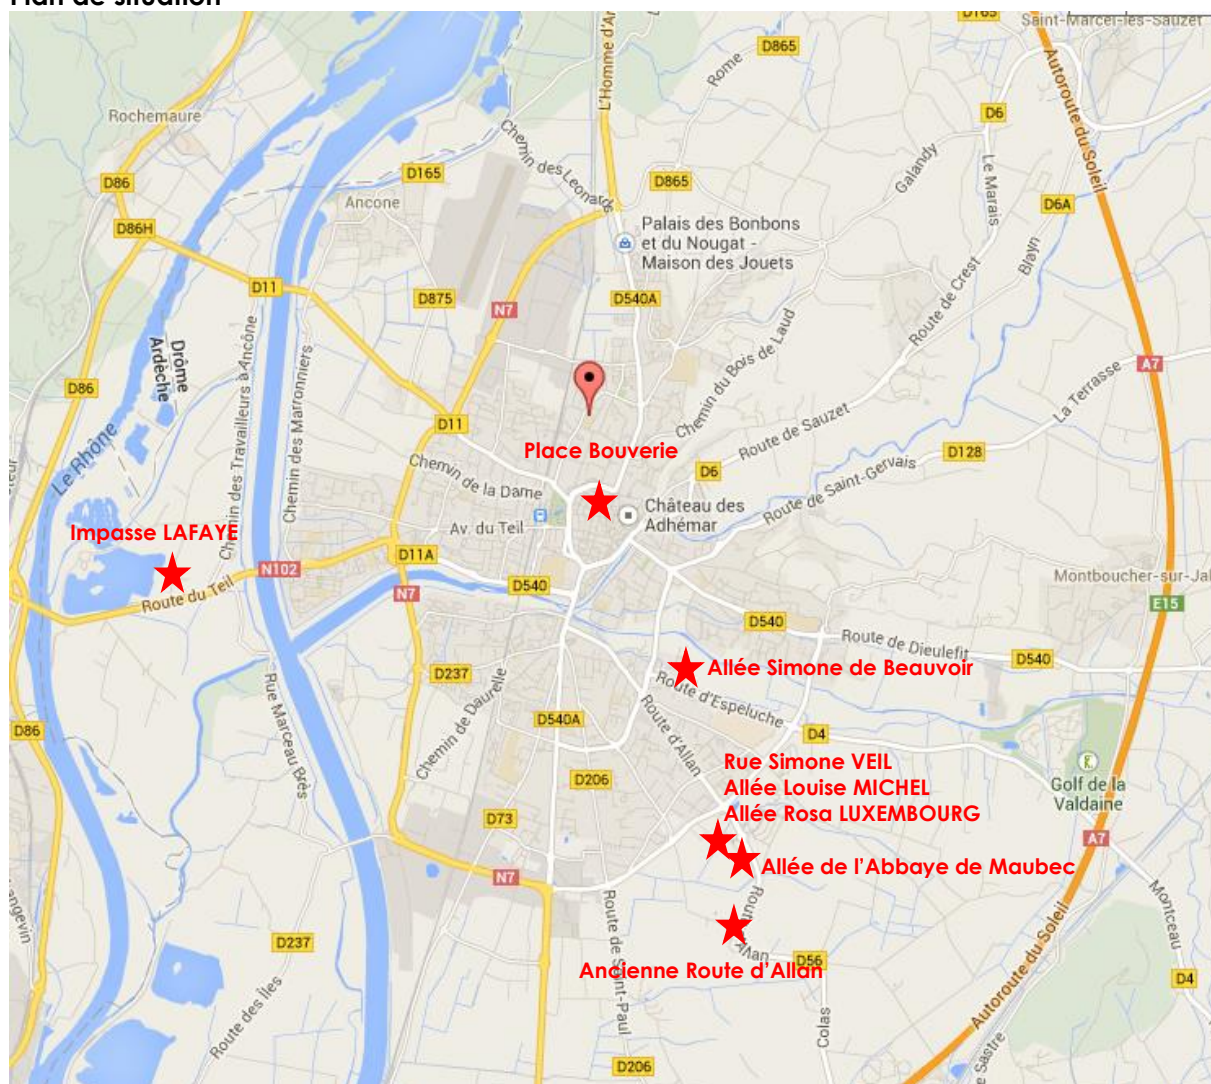 Plan de situation
D165
Saint-Marcel-lès-Sauzet
L'Homme d'Ar
D865
Rome
Autoroute du Soleil
Rochemaure
D6
Chemin des Leonards
Galandy
Le Marais
D86
D165
D865
Ancone
D6A
D86H
Palais des Bonbons
et du Nougat -
Maison des Jouets
Blayn
D11
D875
N7
D540A
Route de Crest
Chemin du Bois de Laud
Drôme
Ardèche
Chemin des Travailleurs à Ancône
Chemin des Marronniers
A7
La Terrasse
D86
D11
Le Rhône
Place Bouverie
Route de Sauzet
D128
Chemin de la Dame
D6
Route de Saint-Gervais
Impasse LAFAYE
Av. du Teil
Château des
Adhémar
D11A
N102
Route du Teil
N7
D540
Montboucher-sur-Jal
E15
D540
Route de Dieulefit
D540
D237
Allée Simone de Beauvoir
Rue Marceau Brès
Chemin de Daurelle
Route d'Espeluche
D540A
Route d'Allan
D86
D4
Rue Simone VEIL
Allée Louise MICHEL
Allée Rosa LUXEMBOURG
D206
Golf de la
Valdaine
D73
A7
N7
Allée de l'Abbaye de Maubec
Montceau
angevin
Route de Saint-Paul
D237
Autoroute du Soleil
Allan
D56
Ancienne Route d'Allan
D4
Route des Îles
Colas
Sastre
D206